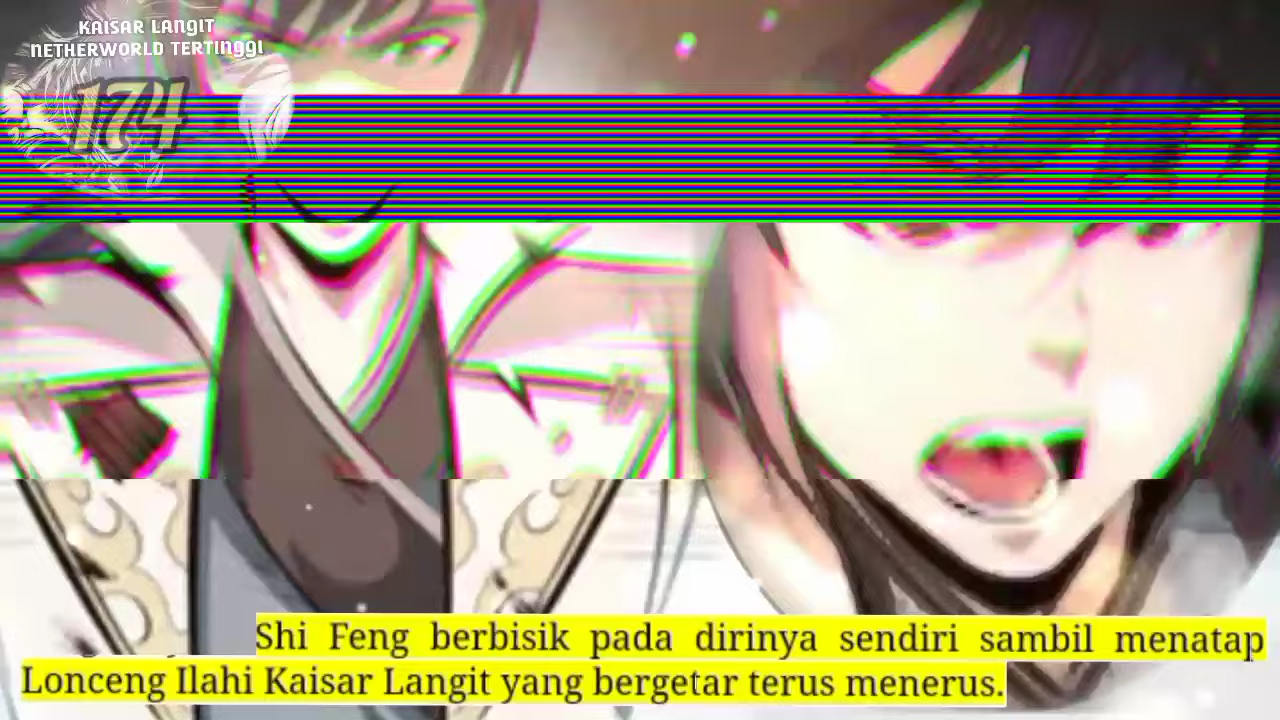 KAISAR LANGIT
NETHERWORLD TERTINGGI
174
Shi Feng berbisik pada dirinya sendiri sambil menatap
Lonceng Ilahi Kaisar Langit yang bergetar terus menerus.